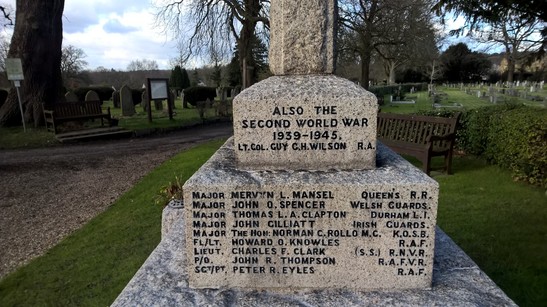 ALSO THE
SECOND WORLD WAR
1939-1945.
LT. COL. GUY C.H. WILSON R.A.
MAJOR MERVYN L. MANSEL QUEEN'S R.R.
MAJOR JOHN O. SPENCER WELSH GUARDS.
MAJOR THOMAS L.A. CLAPTON DURHAM L.I.
MAJOR JOHN GILLIATT IRISH GUARDS.
MAJOR THE HON: NORMAN C. ROLLO M.C. K.O.S.B.
FL/LT. HOWARD O. KNOWLES R.A.F.
LIEUT. CHARLES F. CLARK (S.S.) R.N.V.R.
P/O. JOHN R. THOMPSON R.A.F.V.R.
SGT/PT. PETER R. EYLES R.A.F.